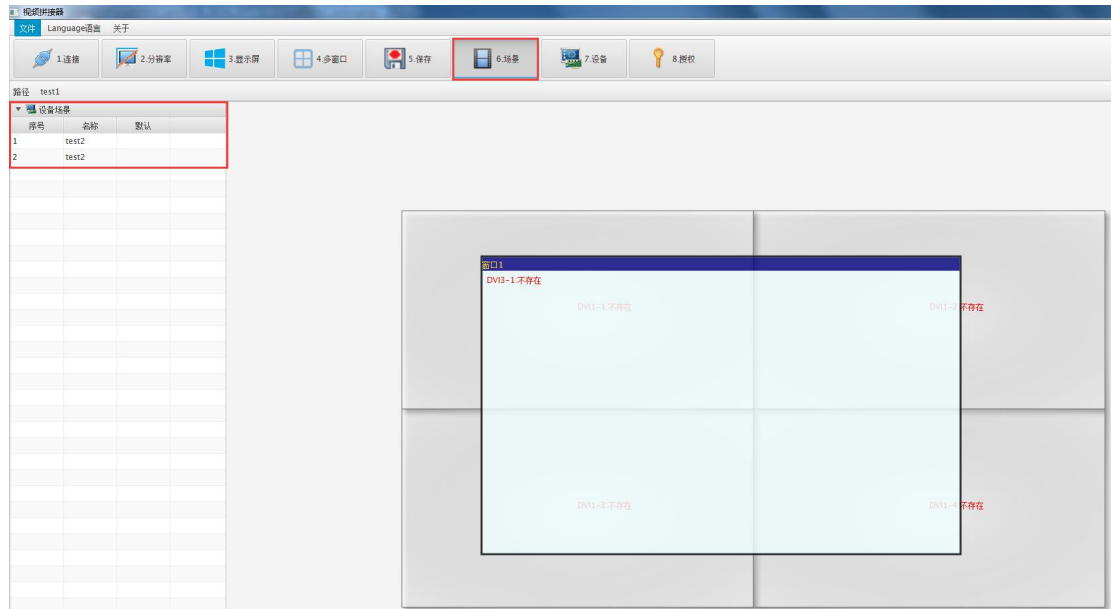 视频拼接器
文件 Language语言 关于
1.连接 2.分辨率 3.显示屏 4.多窗口 5.保存 6.场景 7.设备 8.授权
路径 test1
设备场景
序号 名称 默认
1 test2
2 test2
窗口1
DVI3-1:不存在
DVI1-1:不存在 DVI1-2:不存在
DVI1-3:不存在 DVI1-4:不存在